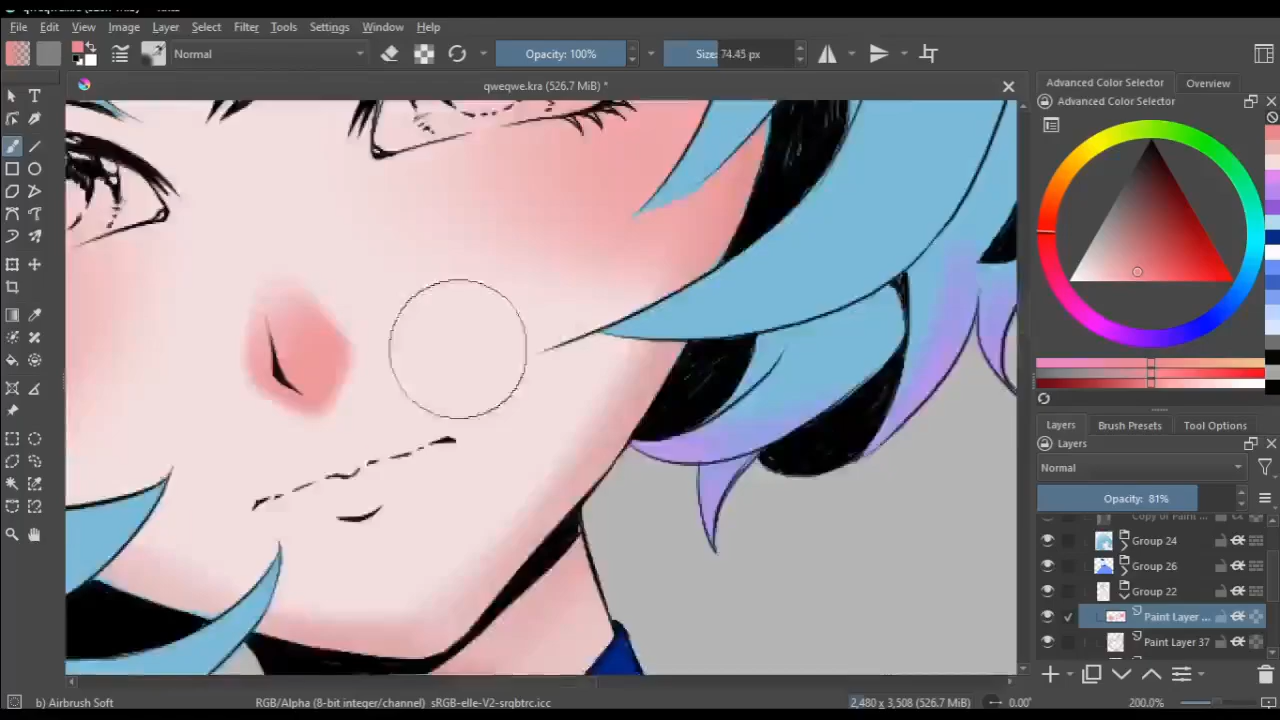 File Edit View Image Layer Select Filter Tools Settings Window Help
Normal Opacity: 100% Size: 74.45 px
qweqwe.kra (526.7 MiB) *
Advanced Color Selector Overview
Advanced Color Selector
Layers Brush Presets Tool Options
Layers
Normal
Opacity: 81%
Copy of Paint ...
Group 24
Group 26
Group 22
Paint Layer ...
Paint Layer 37
b) Airbrush Soft RGB/Alpha (8-bit integer/channel) sRGB-elle-V2-srgbtrc.icc 2,480 x 3,508 (526.7 MiB) 0.00° 200.0%